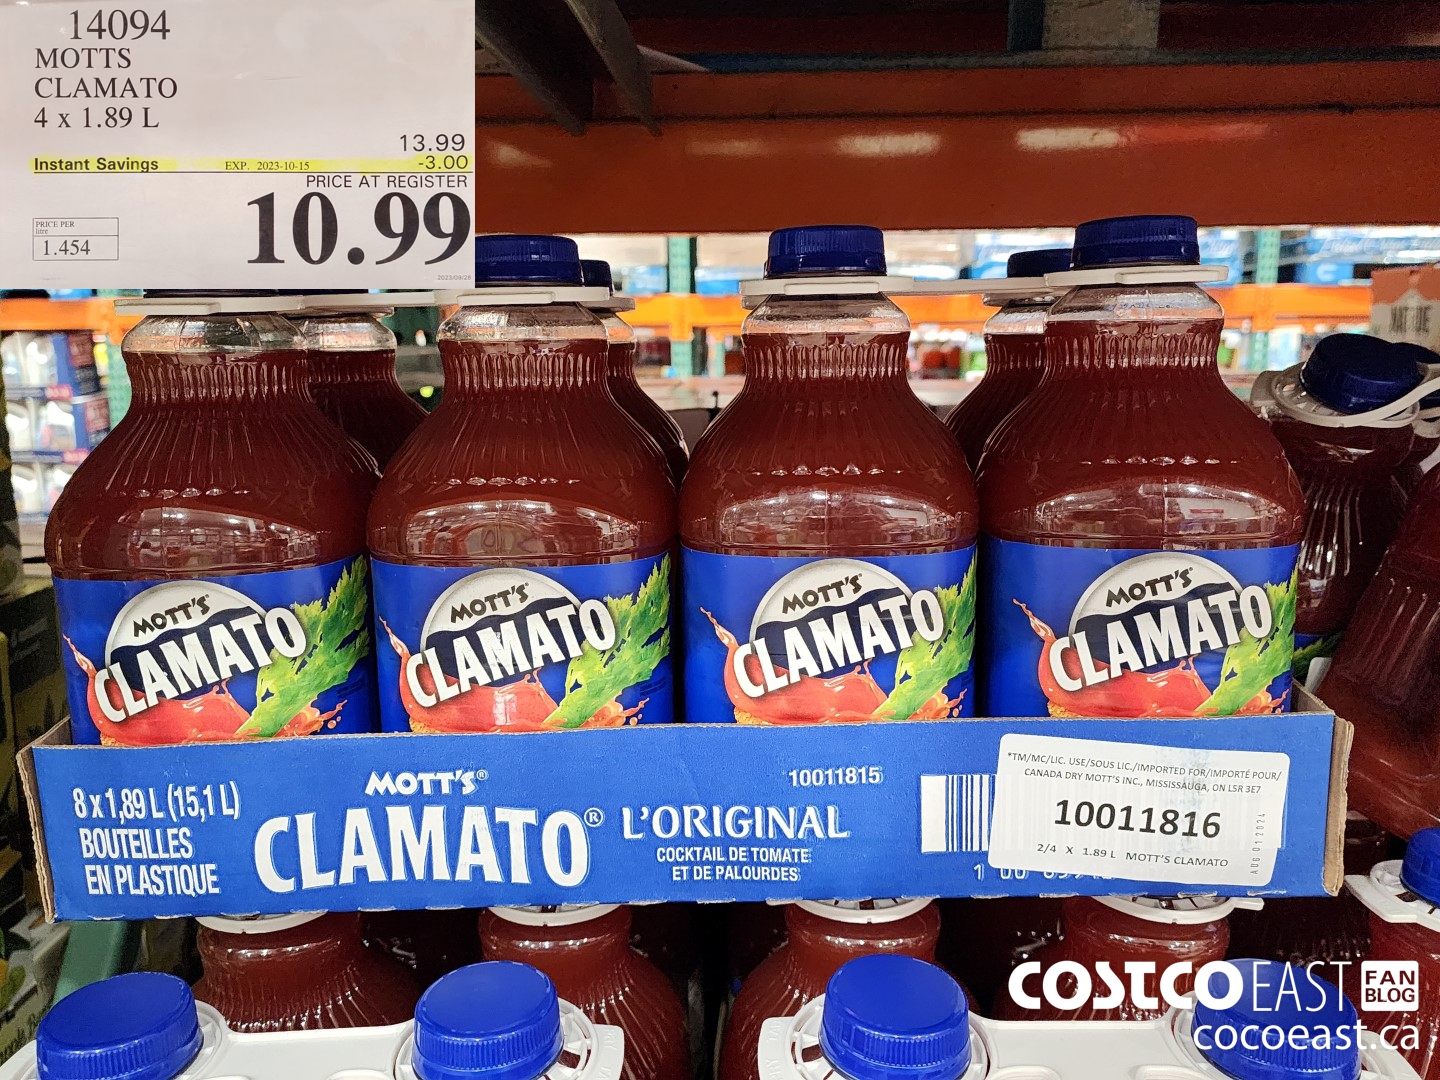 14094
MOTTS
CLAMATO
4 x 1.89 L
13.99
Instant Savings EXP. 2023-10-15 -3.00
PRICE AT REGISTER
10.99
PRICE PER
litre
1.454
2023/09/28
MOTT'S
CLAMATO
MOTT'S
CLAMATO
MOTT'S
CLAMATO
MOTT'S
CLAMATO
8 x 1,89 L (15,1 L)
BOUTEILLES
EN PLASTIQUE
MOTT'S®
CLAMATO®
L'ORIGINAL
COCKTAIL DE TOMATE
ET DE PALOURDES
10011815
*TM/MC/LIC. USE/SOUS LIC./IMPORTED FOR/IMPORTÉ POUR/
CANADA DRY MOTT'S INC., MISSISSAUGA, ON L5R 3E7
10011816
2/4 X 1.89 L MOTT'S CLAMATO
AUG 01 2024
COSTCO EAST FAN BLOG
cocoeast.ca